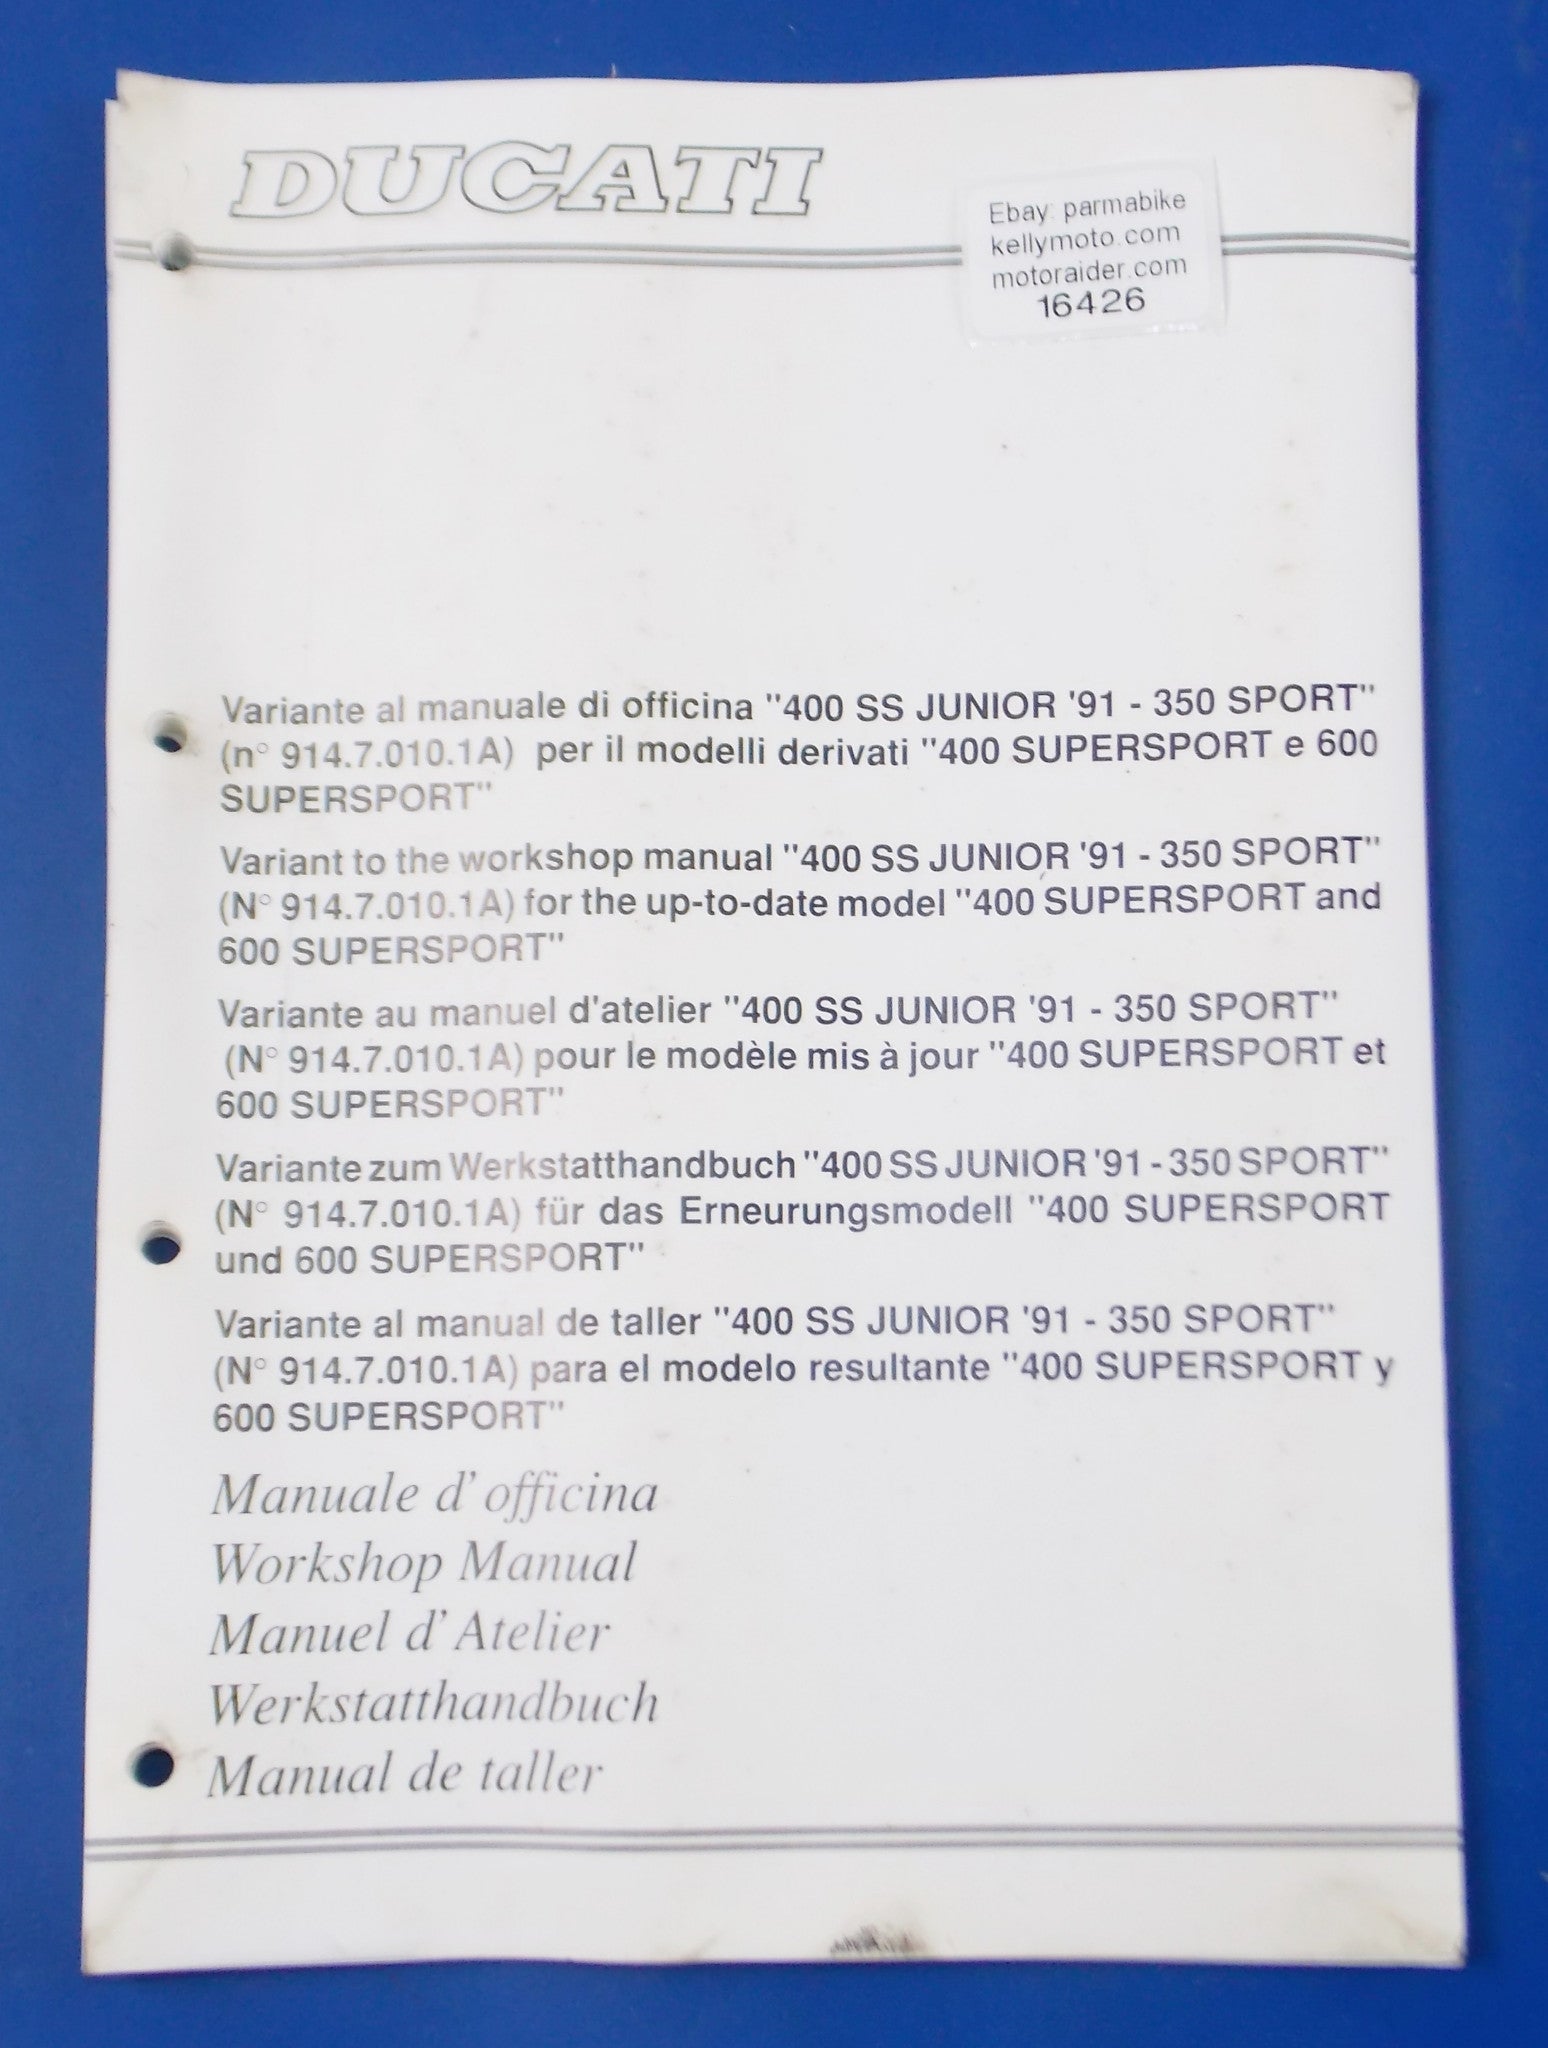 DUCATI
Ebay: parmabike
kellymoto.com
motoraider.com
16426
Variante al manuale di officina "400 SS JUNIOR '91 - 350 SPORT"
(n° 914.7.010.1A) per il modelli derivati "400 SUPERSPORT e 600
SUPERSPORT"
Variant to the workshop manual "400 SS JUNIOR '91 - 350 SPORT"
(N° 914.7.010.1A) for the up-to-date model "400 SUPERSPORT and
600 SUPERSPORT"
Variante au manuel d'atelier "400 SS JUNIOR '91 - 350 SPORT"
(N° 914.7.010.1A) pour le modèle mis à jour "400 SUPERSPORT et
600 SUPERSPORT"
Variante zum Werkstatthandbuch "400 SS JUNIOR '91 - 350 SPORT"
(N° 914.7.010.1A) für das Erneurungsmodell "400 SUPERSPORT
und 600 SUPERSPORT"
Variante al manual de taller "400 SS JUNIOR '91 - 350 SPORT"
(N° 914.7.010.1A) para el modelo resultante "400 SUPERSPORT y
600 SUPERSPORT"
Manuale d'officina
Workshop Manual
Manuel d'Atelier
Werkstatthandbuch
Manual de taller